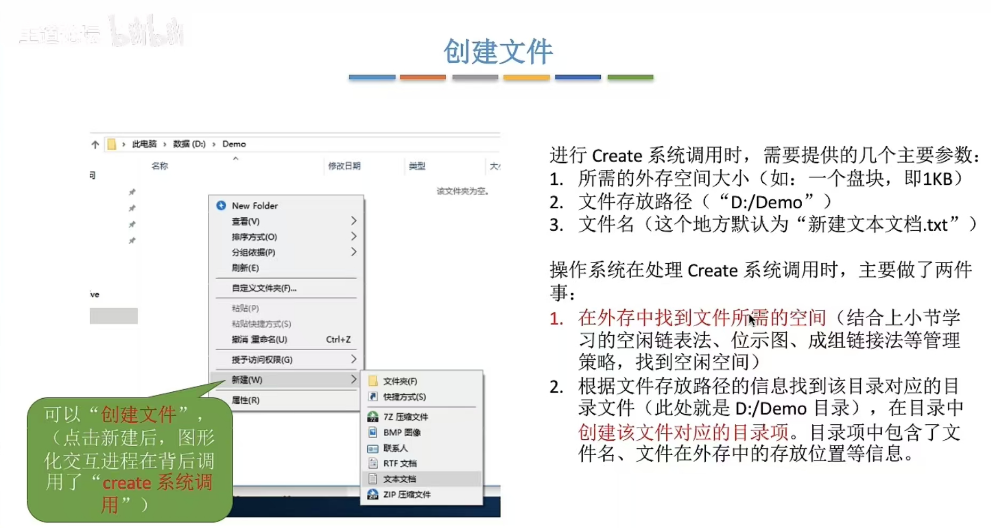 创建文件
此电脑 › 数据 (D:) › Demo
名称
修改日期
类型
该文件夹为空。
New Folder
查看(V)
排序方式(O)
分组依据(P)
刷新(E)
自定义文件夹(F)...
粘贴(P)
粘贴快捷方式(S)
撤消 重命名(U) Ctrl+Z
授予访问权限(G)
新建(W)
属性(R)
文件夹(F)
快捷方式(S)
7Z 压缩文件
BMP 图像
联系人
RTF 文档
文本文档
ZIP 压缩文件
可以“创建文件”，
（点击新建后，图形
化交互进程在背后调
用了“create 系统调
用”）
进行 Create 系统调用时，需要提供的几个主要参数：
1. 所需的外存空间大小（如：一个盘块，即1KB）
2. 文件存放路径（“D:/Demo”）
3. 文件名（这个地方默认为“新建文本文档.txt”）
操作系统在处理 Create 系统调用时，主要做了两件
事：
1. 在外存中找到文件所需的空间（结合上小节学
习的空闲链表法、位示图、成组链接法等管理
策略，找到空闲空间）
2. 根据文件存放路径的信息找到该目录对应的目
录文件（此处就是 D:/Demo 目录），在目录中
创建该文件对应的目录项。目录项中包含了文
件名、文件在外存中的存放位置等信息。